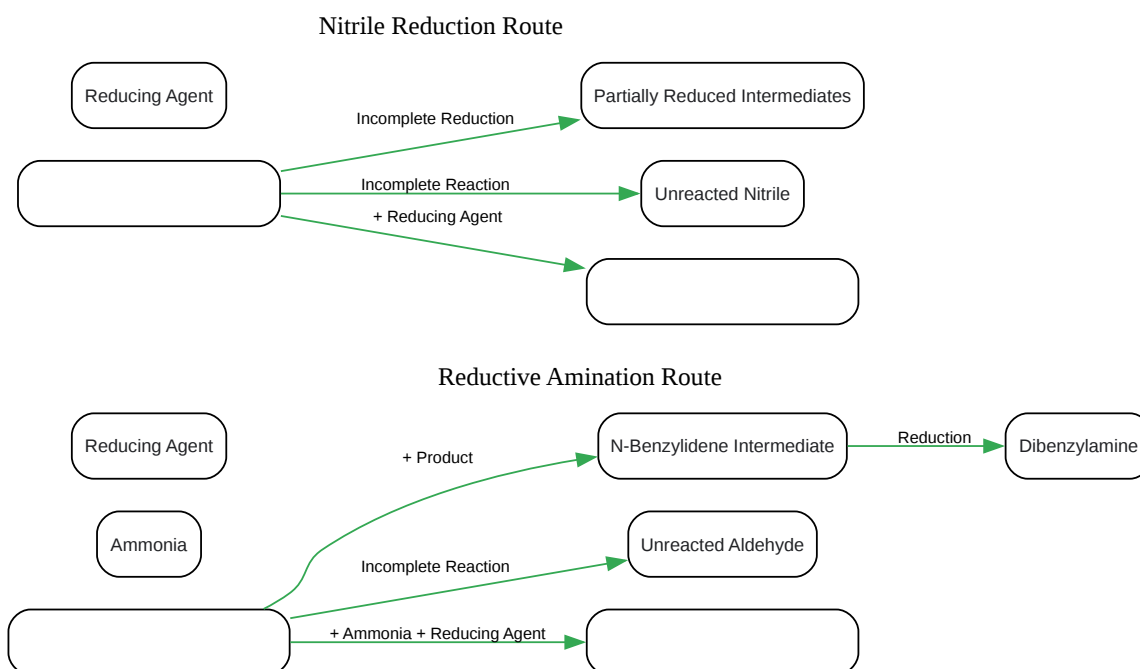 Nitrile Reduction Route
Reducing Agent
Partially Reduced Intermediates
Incomplete Reduction
Incomplete Reaction
Unreacted Nitrile
+ Reducing Agent
Reductive Amination Route
Reducing Agent
N-Benzylidene Intermediate
Reduction
Dibenzylamine
+ Product
Ammonia
Unreacted Aldehyde
Incomplete Reaction
+ Ammonia + Reducing Agent